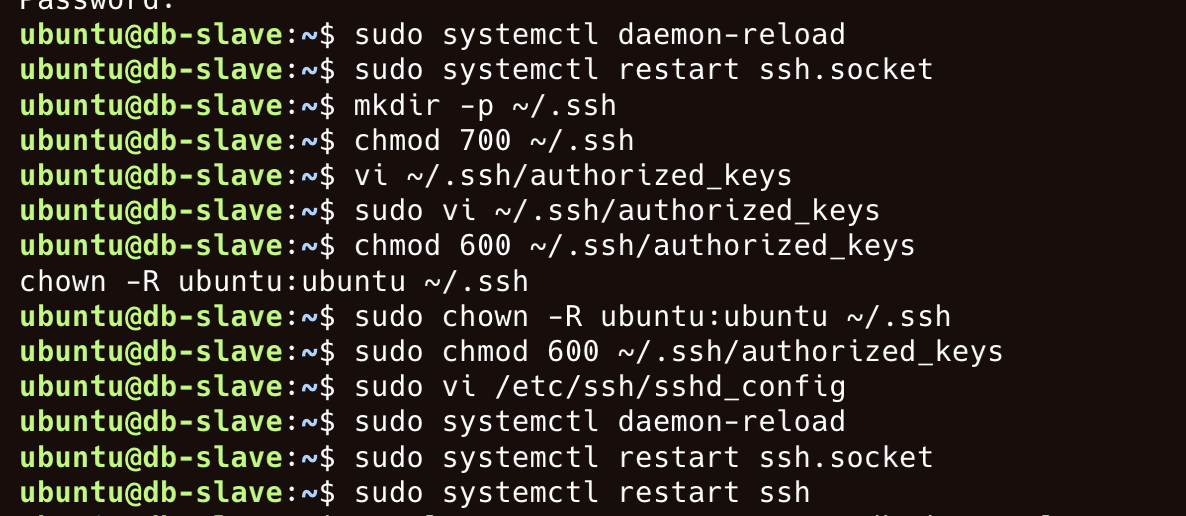 Password:
ubuntu@db-slave:~$ sudo systemctl daemon-reload
ubuntu@db-slave:~$ sudo systemctl restart ssh.socket
ubuntu@db-slave:~$ mkdir -p ~/.ssh
ubuntu@db-slave:~$ chmod 700 ~/.ssh
ubuntu@db-slave:~$ vi ~/.ssh/authorized_keys
ubuntu@db-slave:~$ sudo vi ~/.ssh/authorized_keys
ubuntu@db-slave:~$ chmod 600 ~/.ssh/authorized_keys
chown -R ubuntu:ubuntu ~/.ssh
ubuntu@db-slave:~$ sudo chown -R ubuntu:ubuntu ~/.ssh
ubuntu@db-slave:~$ sudo chmod 600 ~/.ssh/authorized_keys
ubuntu@db-slave:~$ sudo vi /etc/ssh/sshd_config
ubuntu@db-slave:~$ sudo systemctl daemon-reload
ubuntu@db-slave:~$ sudo systemctl restart ssh.socket
ubuntu@db-slave:~$ sudo systemctl restart ssh